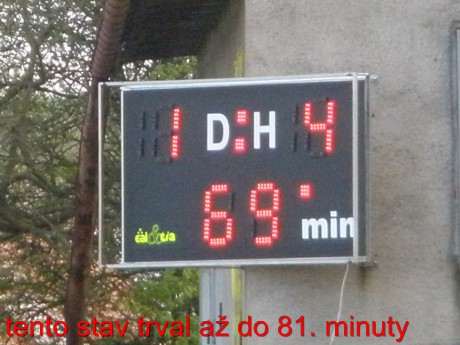 1 D:H 4
69. min
tento stav trval až do 81. minuty